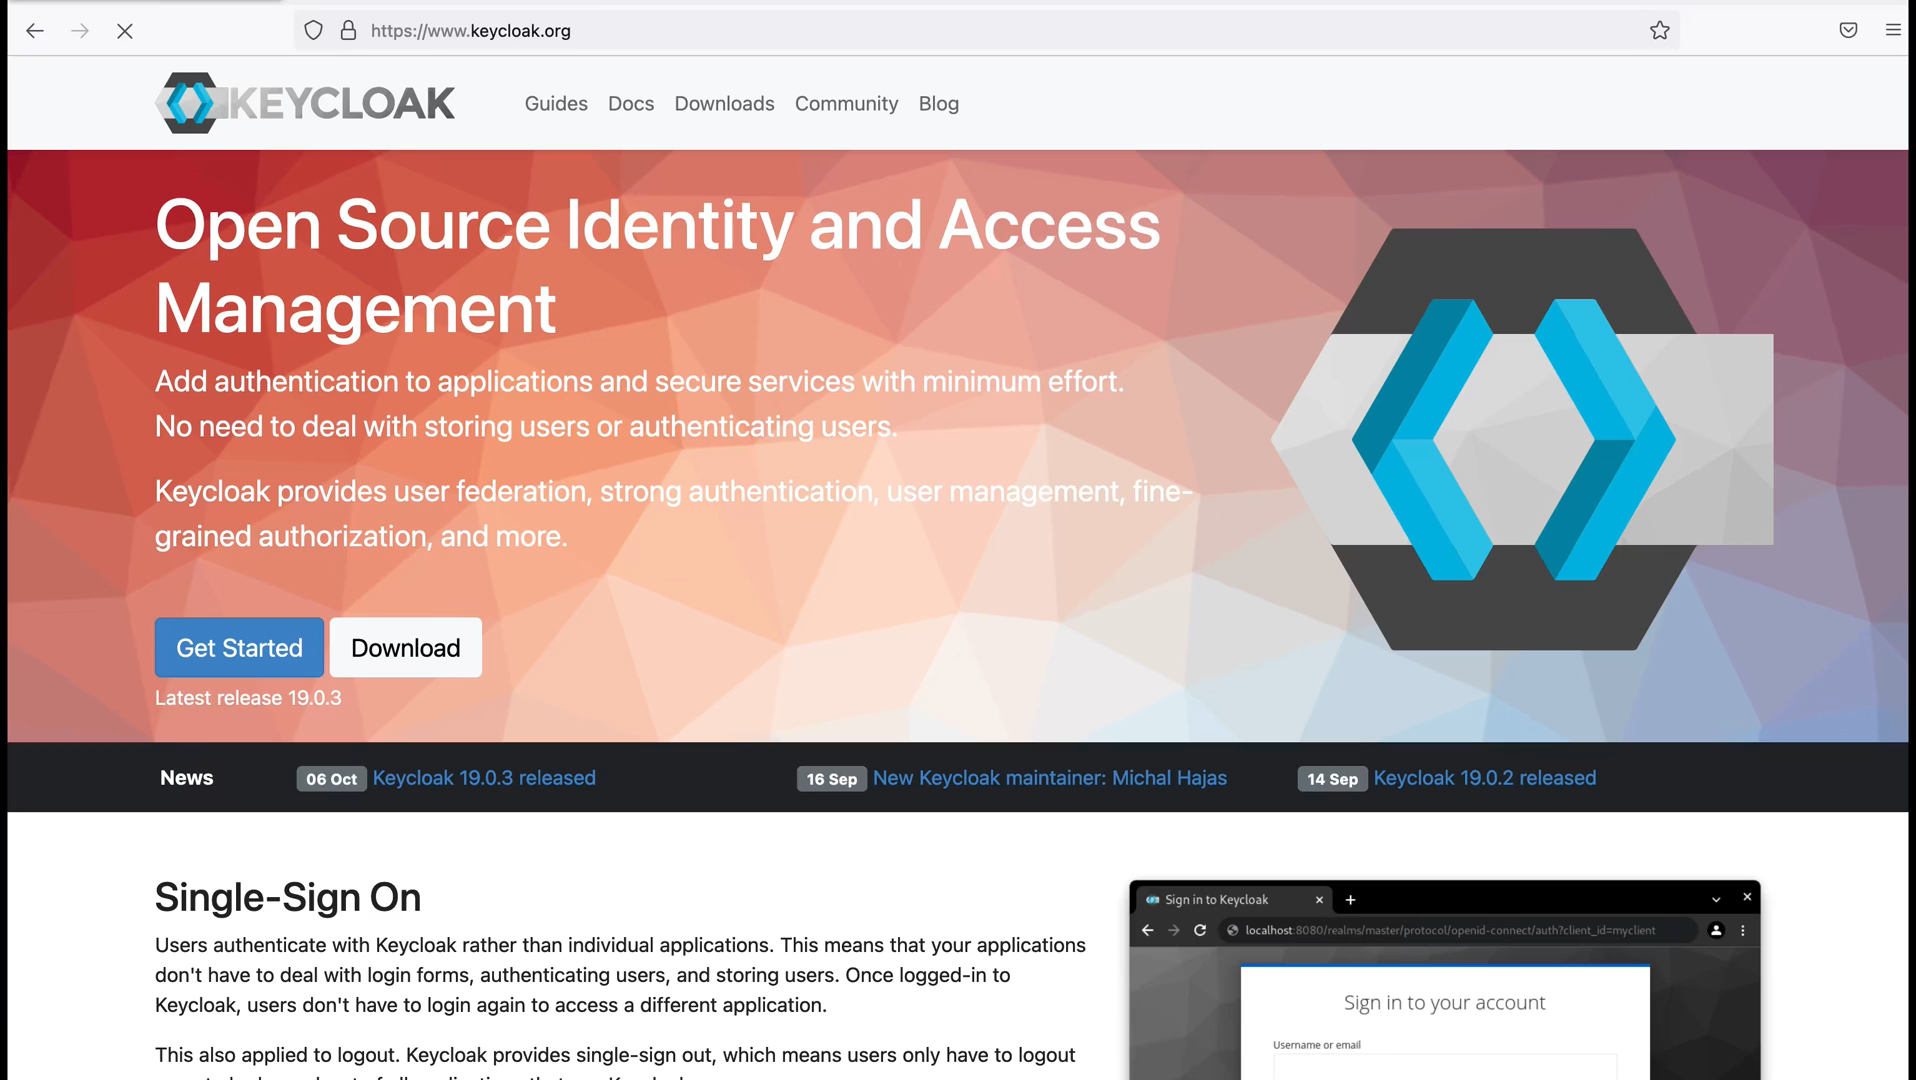 https://www.keycloak.org
KEYCLOAK
Guides Docs Downloads Community Blog
Open Source Identity and Access
Management
Add authentication to applications and secure services with minimum effort.
No need to deal with storing users or authenticating users.
Keycloak provides user federation, strong authentication, user management, fine-
grained authorization, and more.
Get Started Download
Latest release 19.0.3
News 06 Oct Keycloak 19.0.3 released 16 Sep New Keycloak maintainer: Michal Hajas 14 Sep Keycloak 19.0.2 released
Single-Sign On
Users authenticate with Keycloak rather than individual applications. This means that your applications
don't have to deal with login forms, authenticating users, and storing users. Once logged-in to
Keycloak, users don't have to login again to access a different application.
This also applied to logout. Keycloak provides single-sign out, which means users only have to logout
Sign in to Keycloak
localhost:8080/realms/master/protocol/openid-connect/auth?client_id=myclient
Sign in to your account
Username or email